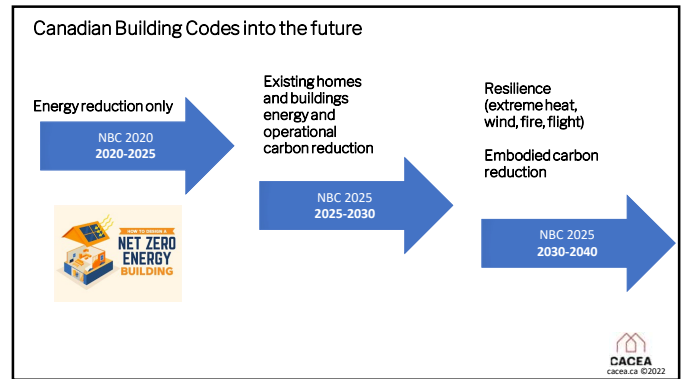 Canadian Building Codes into the future
Energy reduction only
NBC 2020
2020-2025
HOW TO DESIGN A
NET ZERO
ENERGY
BUILDING
Existing homes
and buildings
energy and
operational
carbon reduction
NBC 2025
2025-2030
Resilience
(extreme heat,
wind, fire, flight)
Embodied carbon
reduction
NBC 2025
2030-2040
CACEA
cacea.ca ©2022